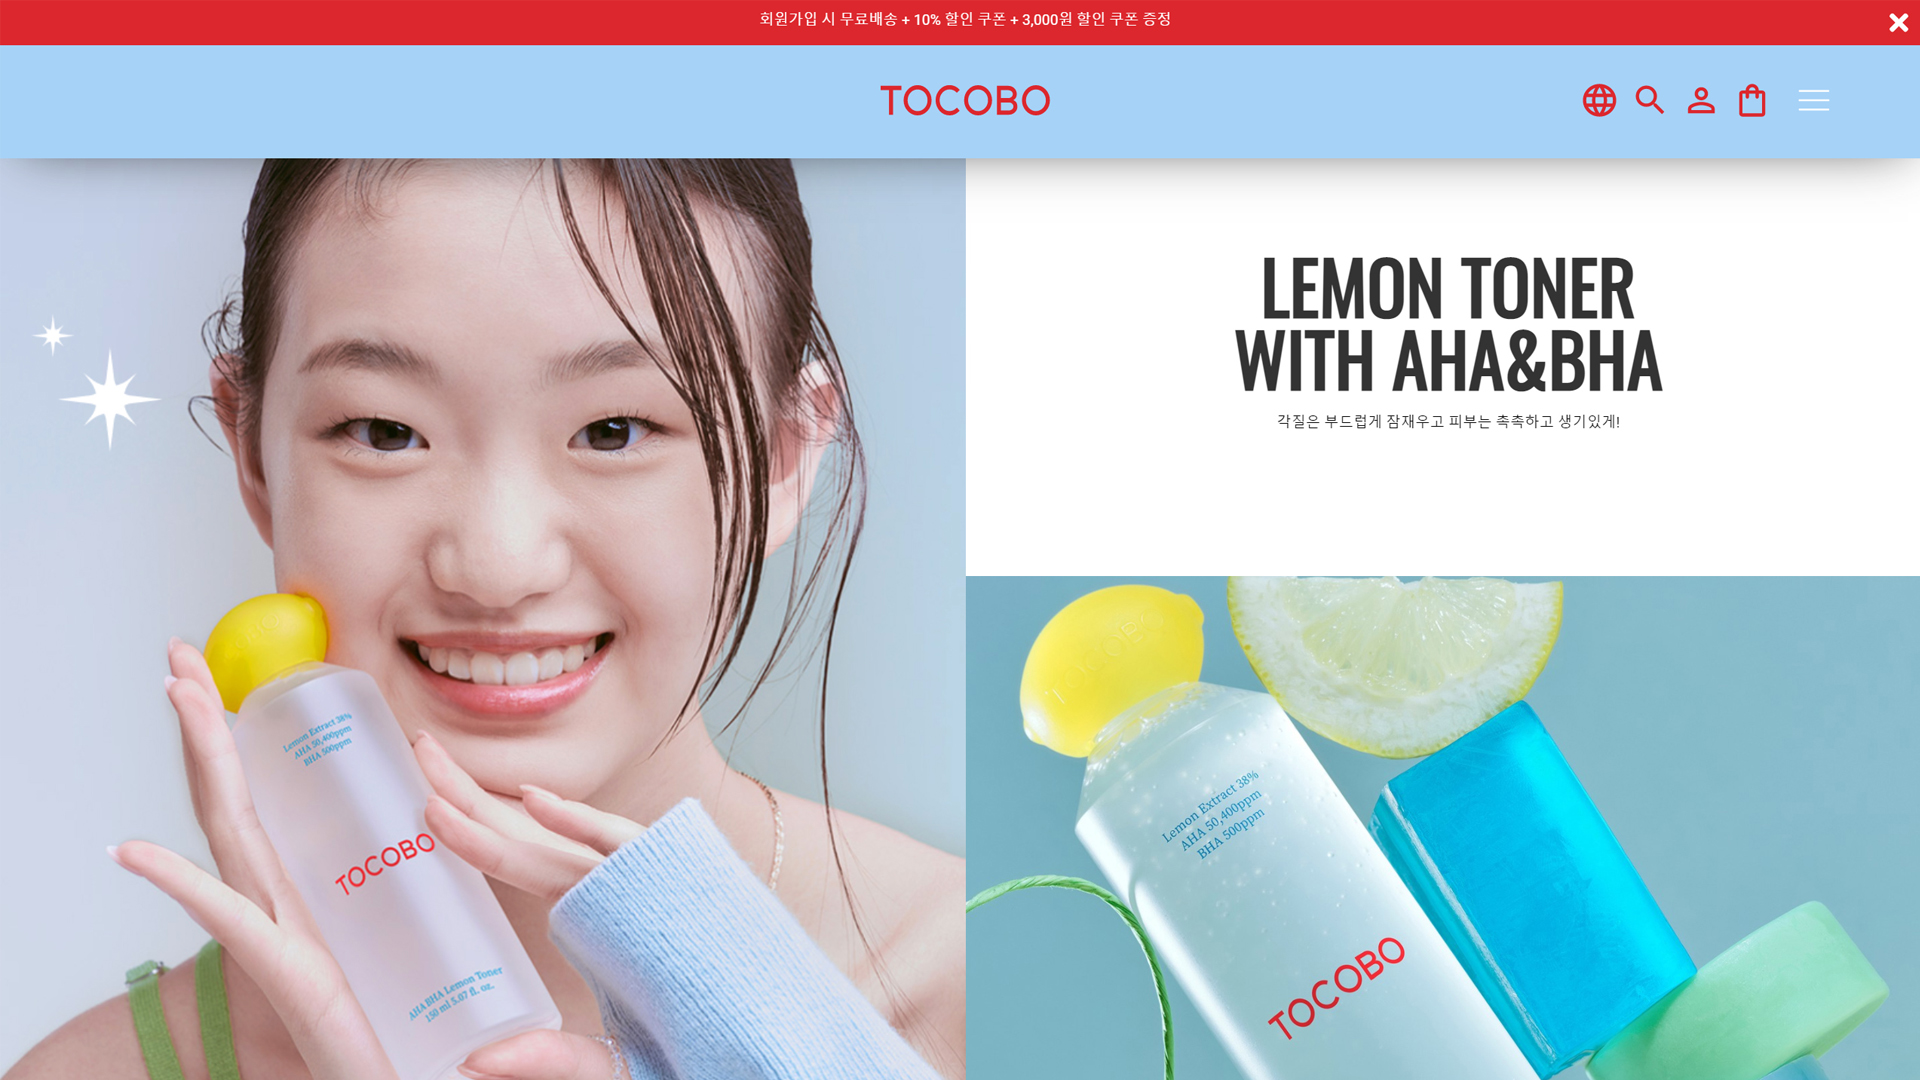 회원가입 시 무료배송 + 10% 할인 쿠폰 + 3,000원 할인 쿠폰 증정
TOCOBO
LEMON TONER
WITH AHA&BHA
각질은 부드럽게 잠재우고 피부는 촉촉하고 생기있게!
Lemon Extract 38%
AHA 50,400ppm
BHA 500ppm
TOCOBO
AHA BHA Lemon Toner
150 ml 5.07 fl. oz.
TOCOBO
Lemon Extract 38%
AHA 50,400ppm
BHA 500ppm
TOCOBO